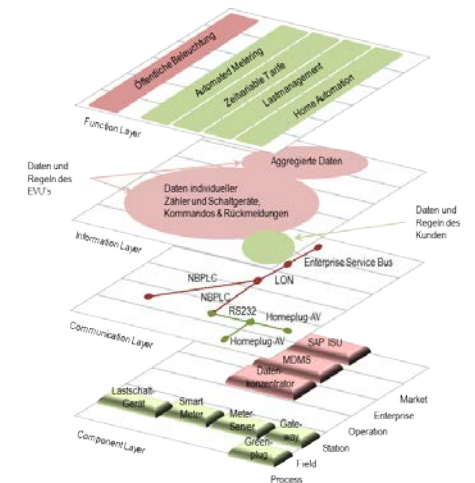 Öffentliche Beleuchtung
Automated Metering
Zeitvariable Tarife
Lastmanagement
Home Automation
Function Layer
Daten und
Regeln des
EVU's
Aggregierte Daten
Daten individueller
Zähler und Schaltgeräte,
Kommandos & Rückmeldungen
Daten und
Regeln des
Kunden
Information Layer
Enterprise Service Bus
NBPLC
LON
NBPLC
RS232
Homeplug-AV
Homeplug-AV
Communication Layer
SAP ISU
MDMS
Daten-
konzentrator
Lastschalt-
Gerät
Smart
Meter
Meter-
Server
Gate-
way
Green-
plug
Component Layer
Market
Enterprise
Operation
Station
Field
Process